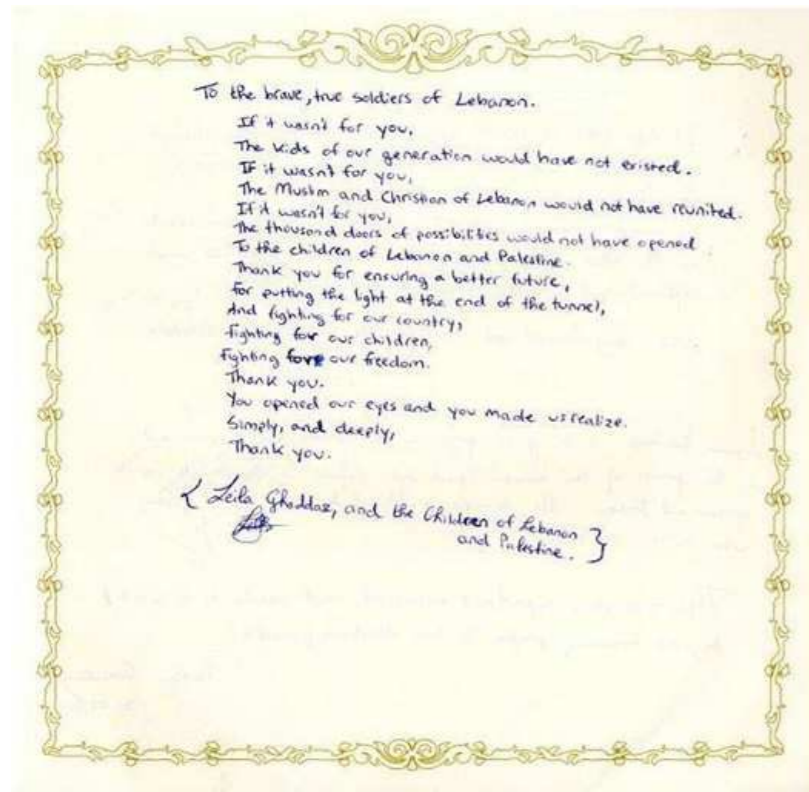 To the brave, true soldiers of Lebanon.
If it wasn't for you,
The kids of our generation would have not existed.
If it wasn't for you,
The Muslim and Christian of Lebanon would not have reunited.
If it wasn't for you,
The thousand doors of possibilities would not have opened
To the children of Lebanon and Palestine.
Thank you for ensuring a better future,
for putting the light at the end of the tunnel,
And fighting for our country,
fighting for our children,
fighting for our freedom.
Thank you.
You opened our eyes and you made us realize.
Simply, and deeply,
Thank you.
{ Leila Ghaddar, and the Children of Lebanon
and Palestine. }